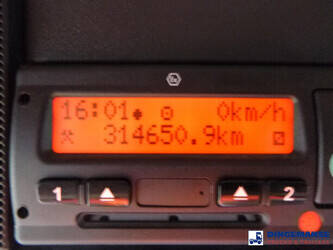 16:01 0km/h
314650.9km
1 2
DINGEMANSE